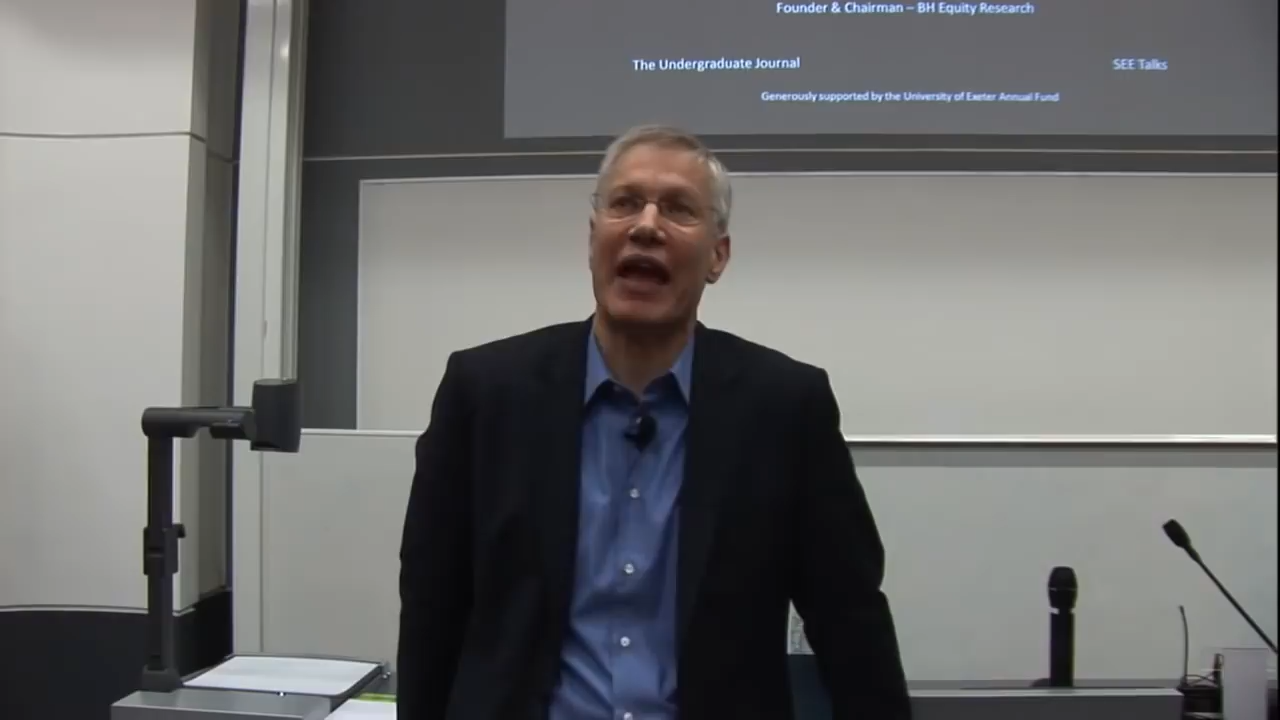 Founder & Chairman – BH Equity Research
The Undergraduate Journal
SEE Talks
Generously supported by the University of Exeter Annual Fund